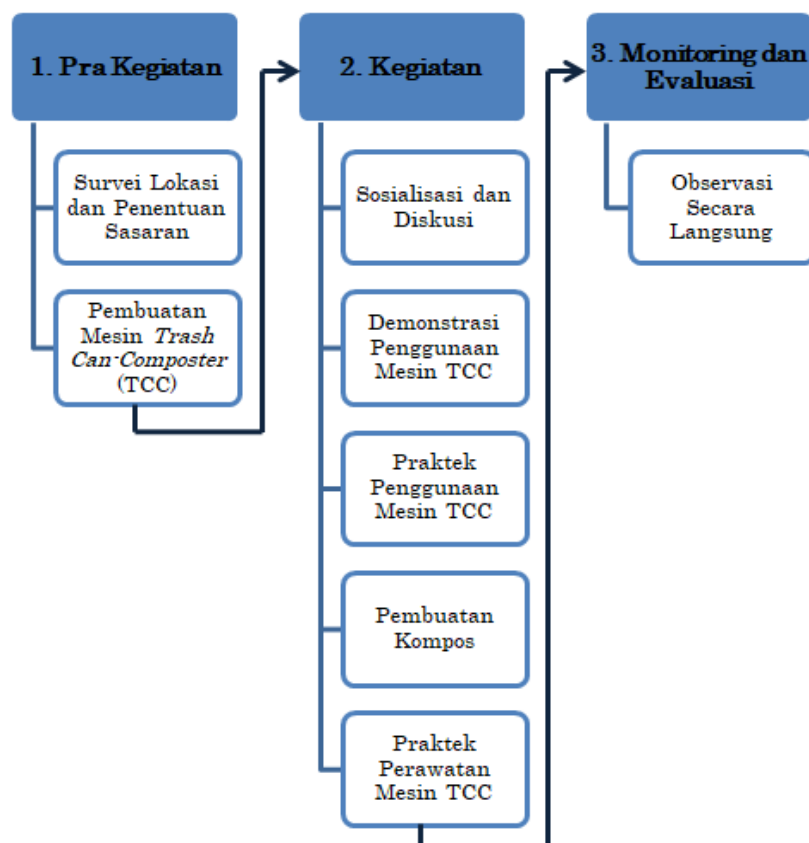 1. Pra Kegiatan
Survei Lokasi
dan Penentuan
Sasaran
Pembuatan
Mesin Trash
Can-Composter
(TCC)
2. Kegiatan
Sosialisasi dan
Diskusi
Demonstrasi
Penggunaan
Mesin TCC
Praktek
Penggunaan
Mesin TCC
Pembuatan
Kompos
Praktek
Perawatan
Mesin TCC
3. Monitoring dan
Evaluasi
Observasi
Secara
Langsung